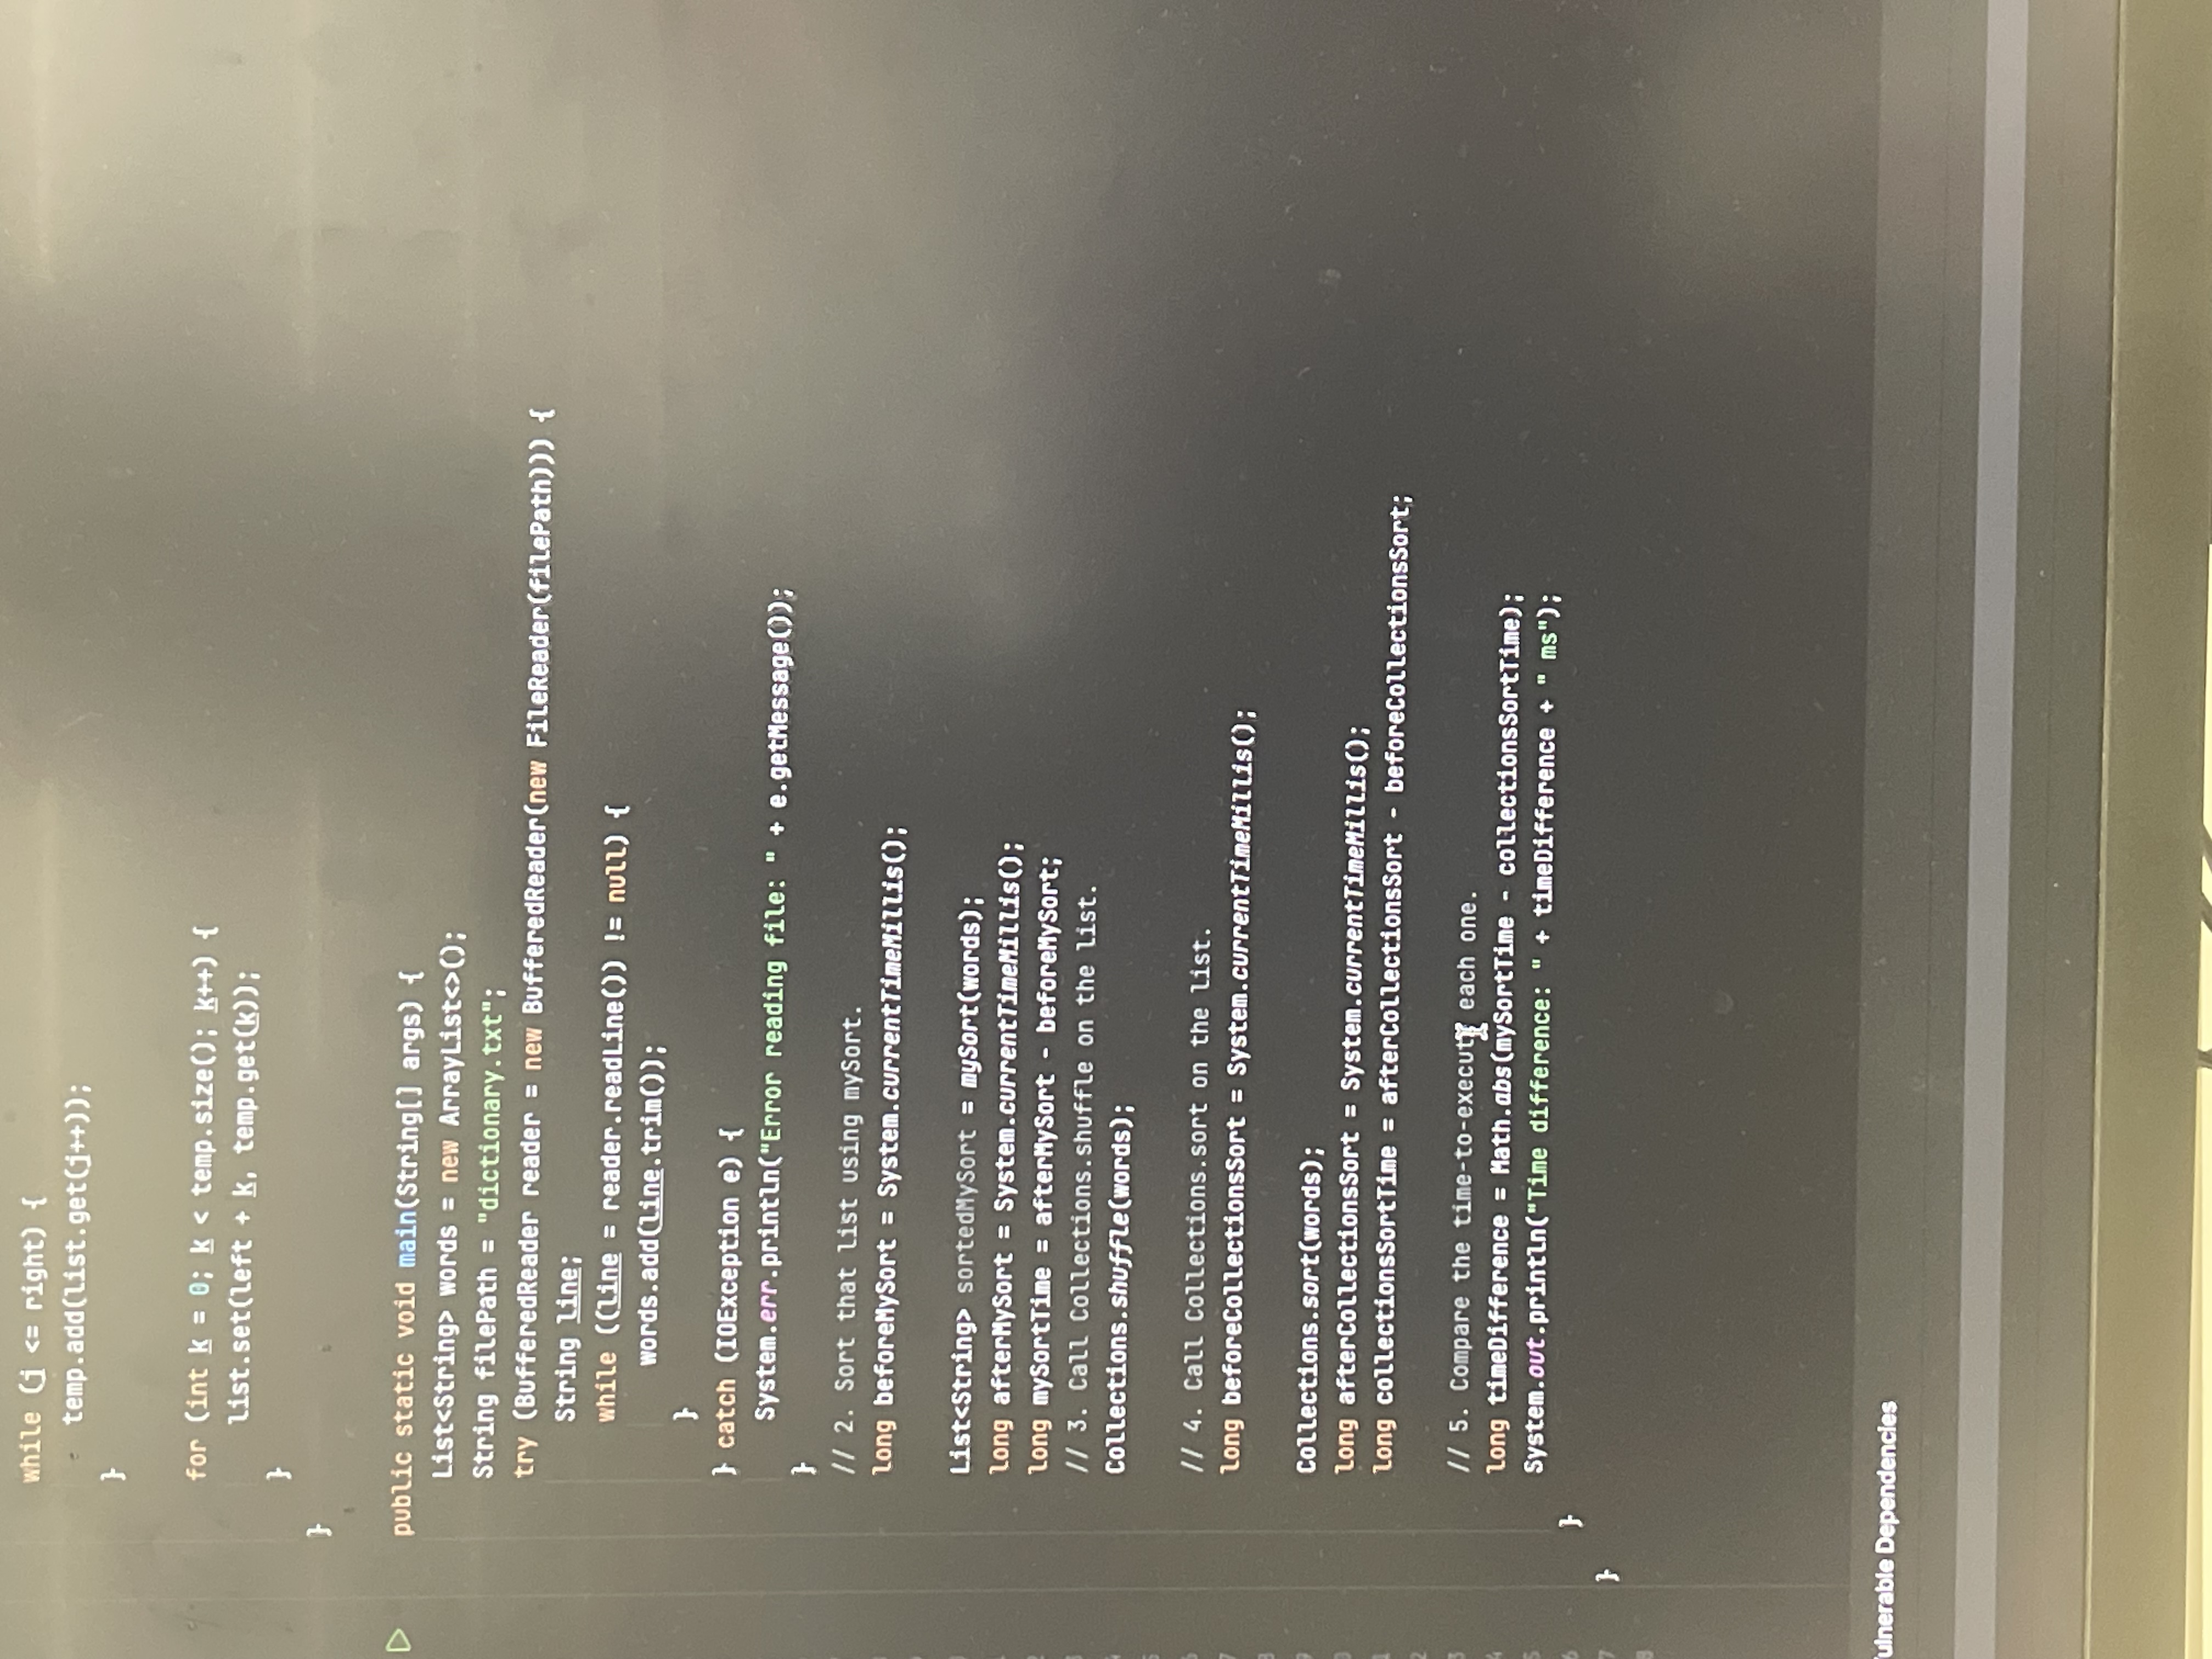 while (j <= right) {
temp.add(list.get(j++));
}
for (int k = 0; k < temp.size(); k++) {
list.set(left + k, temp.get(k));
}
}
public static void main(String[] args) {
List<String> words = new ArrayList<>();
String filePath = "dictionary.txt";
try (BufferedReader reader = new BufferedReader(new FileReader(filePath))) {
String line;
while ((line = reader.readLine()) != null) {
words.add(line.trim());
}
} catch (IOException e) {
System.err.println("Error reading file: " + e.getMessage());
}
// 2. Sort that list using mySort.
long beforeMySort = System.currentTimeMillis();
List<String> sortedMySort = mySort(words);
long afterMySort = System.currentTimeMillis();
long mySortTime = afterMySort - beforeMySort;
// 3. Call Collections.shuffle on the list.
Collections.shuffle(words);
// 4. Call Collections.sort on the list.
long beforeCollectionsSort = System.currentTimeMillis();
Collections.sort(words);
long afterCollectionsSort = System.currentTimeMillis();
long collectionsSortTime = afterCollectionsSort - beforeCollectionsSort;
// 5. Compare the time-to-execute each one.
long timeDifference = Math.abs(mySortTime - collectionsSortTime);
System.out.println("Time difference: " + timeDifference + " ms");
}
}
ulnerable Dependencies